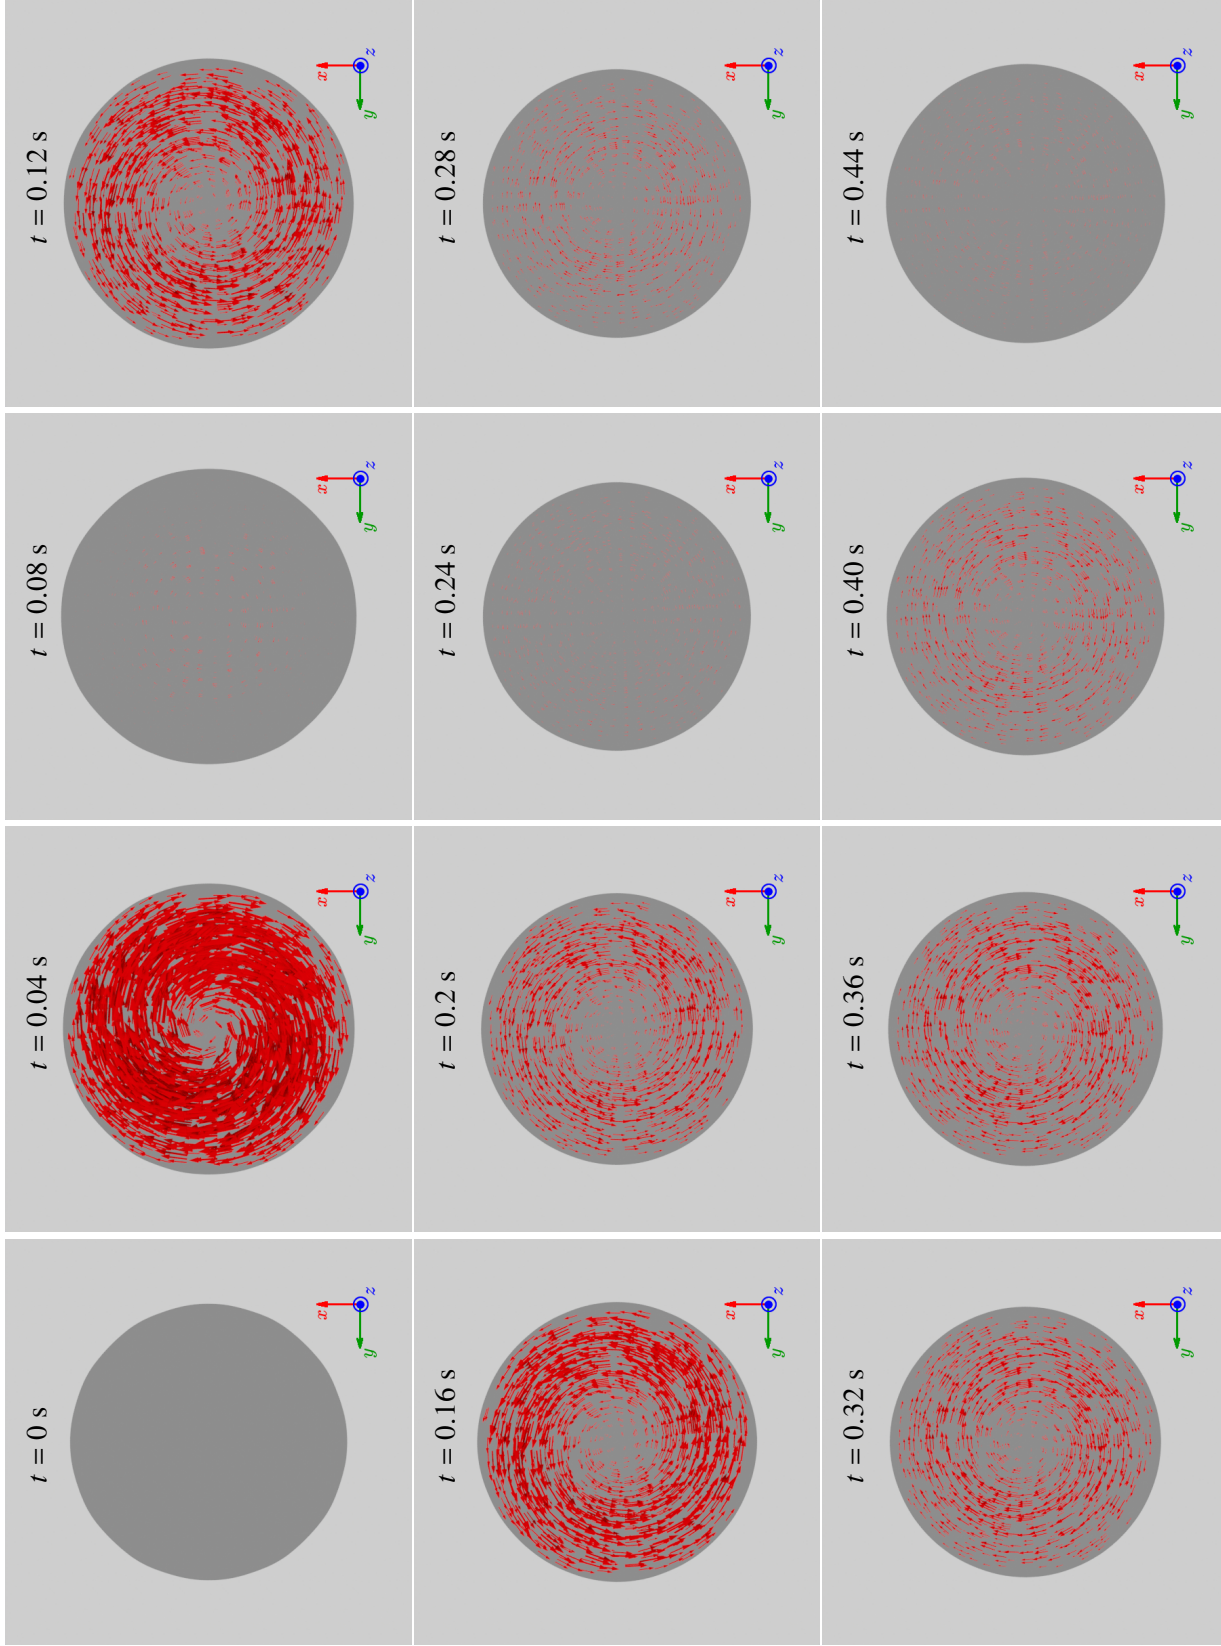 t = 0 s
x
y
z
t = 0.04 s
x
y
z
t = 0.08 s
x
y
z
t = 0.12 s
x
y
z
t = 0.16 s
x
y
z
t = 0.2 s
x
y
z
t = 0.24 s
x
y
z
t = 0.28 s
x
y
z
t = 0.32 s
x
y
z
t = 0.36 s
x
y
z
t = 0.40 s
x
y
z
t = 0.44 s
x
y
z